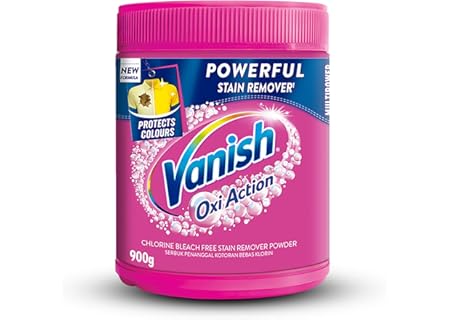 NEW
FORMULA
POWERFUL
STAIN REMOVER
PROTECTS
COLOURS
Vanish
Oxi Action
CHLORINE BLEACH FREE STAIN REMOVER POWDER
SERBUK PENANGGAL KOTORAN BEBAS KLORIN
900g